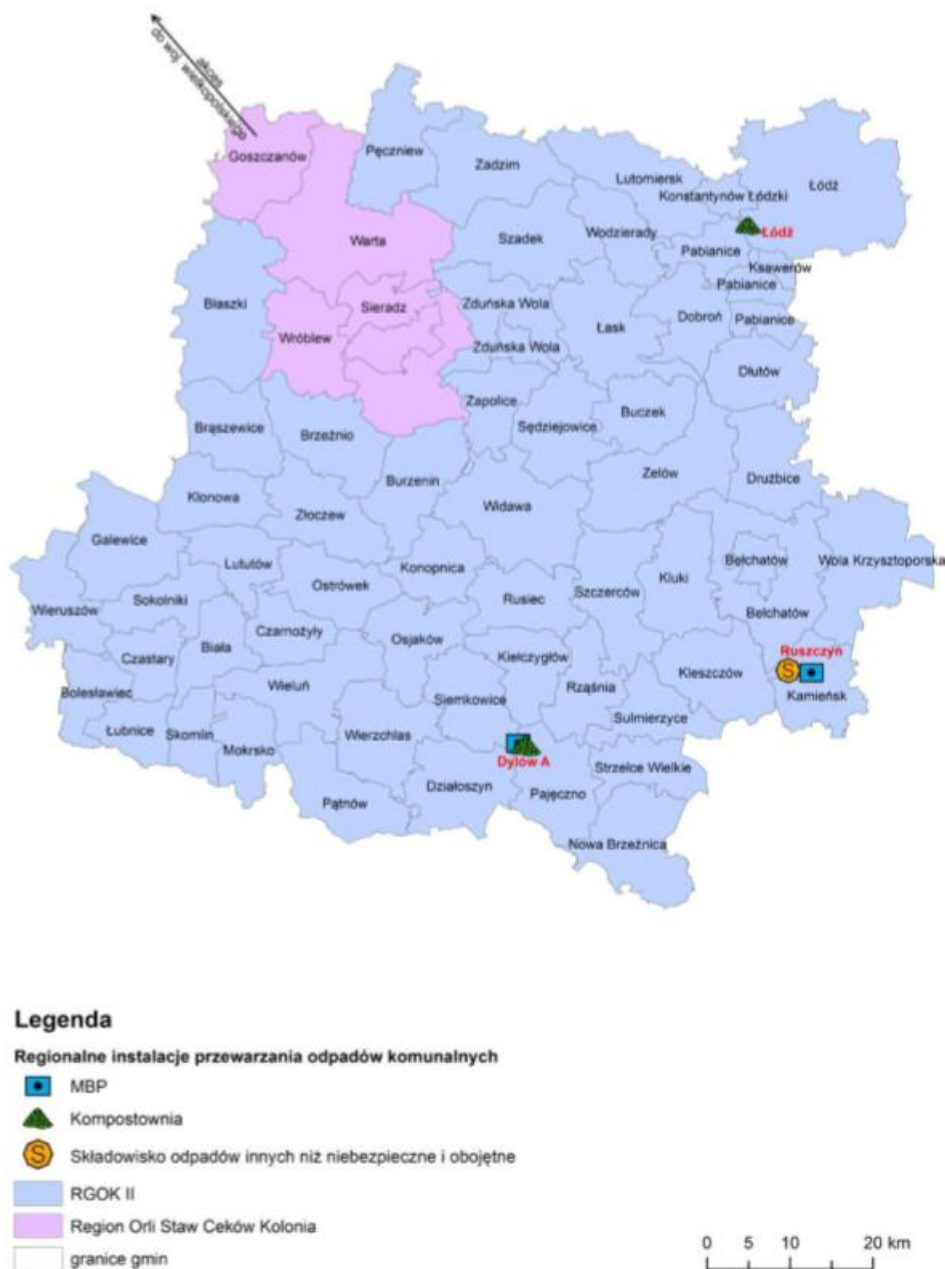 akces
do woj. wielkopolskiego
Goszczanów
Pęczniew
Zadzim
Lutomiersk
Łódź
Konstantynów Łódzki
Warta
Szadek
Wodzierady
Łódź
Pabianice
Ksawerów
Pabianice
Błaszki
Sieradz
Zduńska Wola
Łask
Dobroń
Pabianice
Wróblew
Zduńska Wola
Dłutów
Zapolice
Buczek
Brąszewice
Brzeźnio
Sędziejowice
Burzenin
Zelów
Drużbice
Klonowa
Złoczew
Widawa
Galewice
Lututów
Konopnica
Bełchatów
Wola Krzysztoporska
Ostrówek
Kluki
Szczerców
Wieruszów
Sokolniki
Rusiec
Bełchatów
Czarnożyły
Osjaków
Biała
Czastary
Kiełczygłów
Ruszczyn
Kleszczów
Bolesławiec
Wieluń
Siemkowice
Rząśnia
Kamieńsk
Łubnice
Skomlin
Mokrsko
Wierzchlas
Sulmierzyce
Dylów A
Strzelce Wielkie
Działoszyn
Pajęczno
Pątnów
Nowa Brzeźnica
Legenda
Regionalne instalacje przewarzania odpadów komunalnych
MBP
Kompostownia
S Składowisko odpadów innych niż niebezpieczne i obojętne
RGOK II
Region Orli Staw Ceków Kolonia
granice gmin
0 5 10 20 km